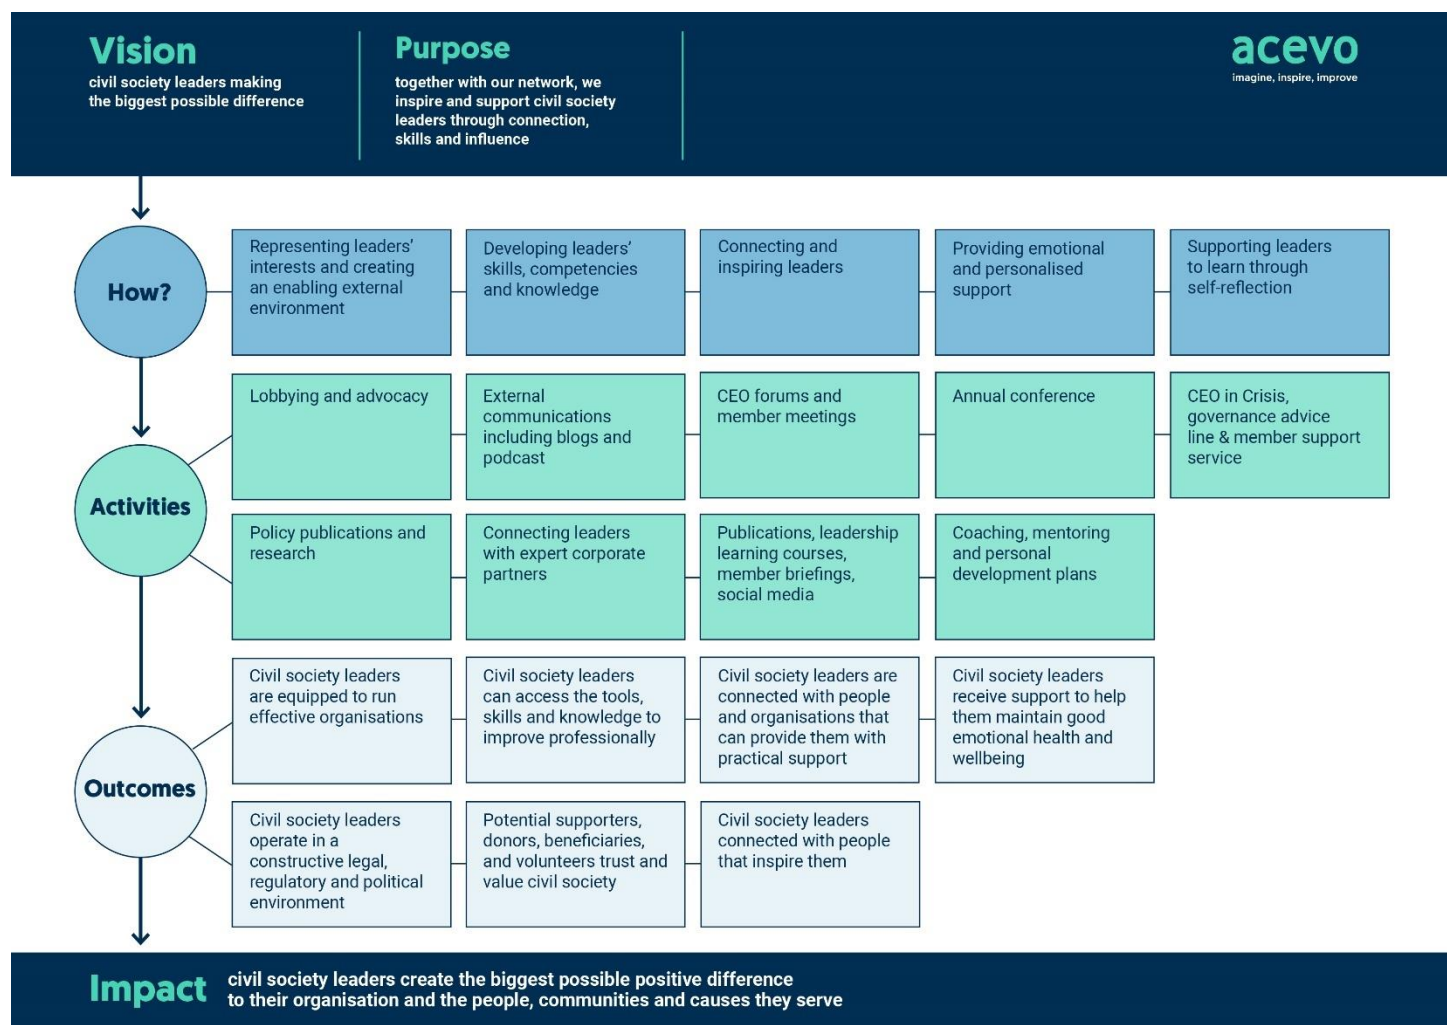 Vision
civil society leaders making
the biggest possible difference
Purpose
together with our network, we
inspire and support civil society
leaders through connection,
skills and influence
acevo
imagine, inspire, improve
How?
Representing leaders’
interests and creating
an enabling external
environment
Developing leaders’
skills, competencies
and knowledge
Connecting and
inspiring leaders
Providing emotional
and personalised
support
Supporting leaders
to learn through
self-reflection
Activities
Lobbying and advocacy
External
communications
including blogs and
podcast
CEO forums and
member meetings
Annual conference
CEO in Crisis,
governance advice
line & member support
service
Policy publications and
research
Connecting leaders
with expert corporate
partners
Publications, leadership
learning courses,
member briefings,
social media
Coaching, mentoring
and personal
development plans
Outcomes
Civil society leaders
are equipped to run
effective organisations
Civil society leaders
can access the tools,
skills and knowledge to
improve professionally
Civil society leaders are
connected with people
and organisations that
can provide them with
practical support
Civil society leaders
receive support to help
them maintain good
emotional health and
wellbeing
Civil society leaders
operate in a
constructive legal,
regulatory and political
environment
Potential supporters,
donors, beneficiaries,
and volunteers trust and
value civil society
Civil society leaders
connected with people
that inspire them
Impact
civil society leaders create the biggest possible positive difference
to their organisation and the people, communities and causes they serve